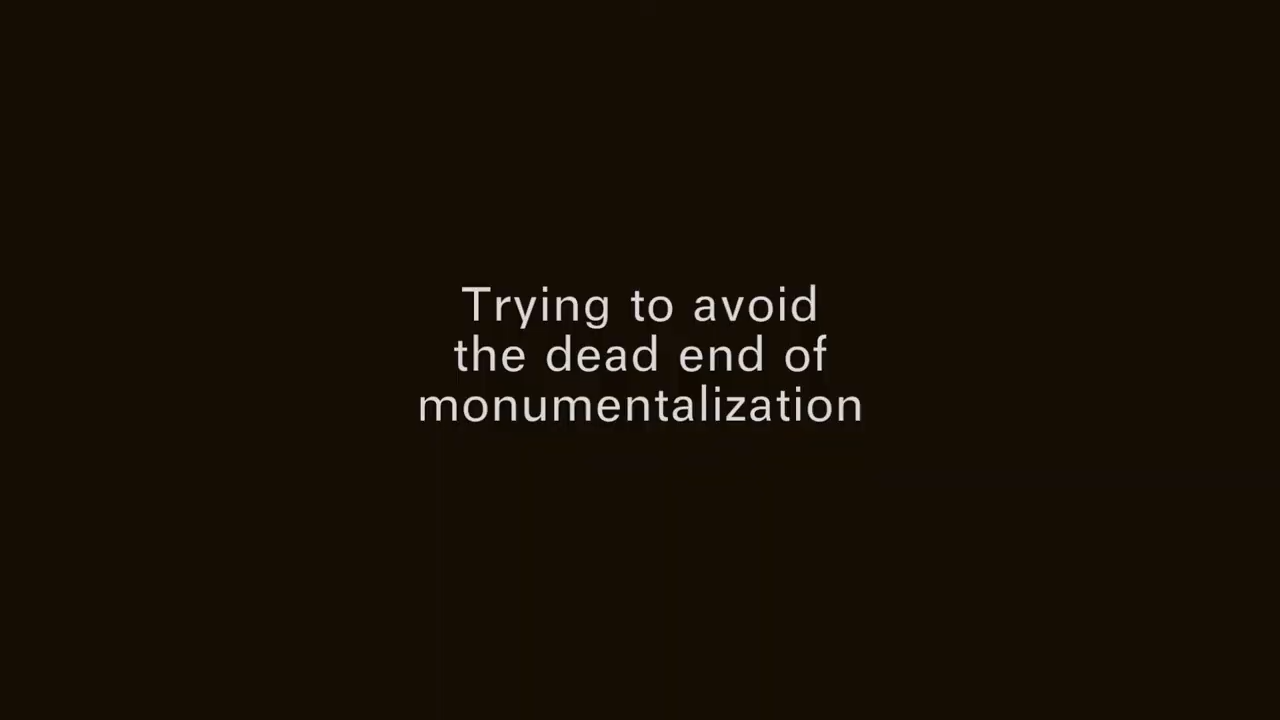 Trying to avoid
the dead end of
monumentalization